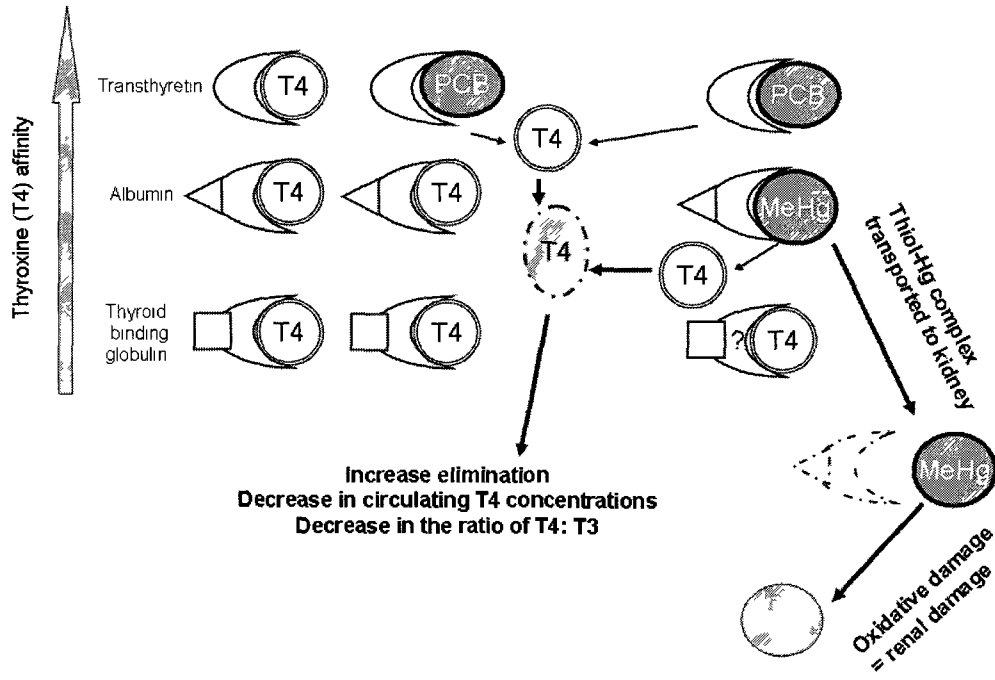 Thyroxine (T4) affinity
Transthyretin
T4
PCB
T4
PCB
Albumin
T4
T4
T4
MeHg
T4
Thyroid
binding
globulin
T4
T4
? T4
Thiol-Hg complex
transported to kidney
Increase elimination
Decrease in circulating T4 concentrations
Decrease in the ratio of T4: T3
MeHg
Oxidative damage
= renal damage